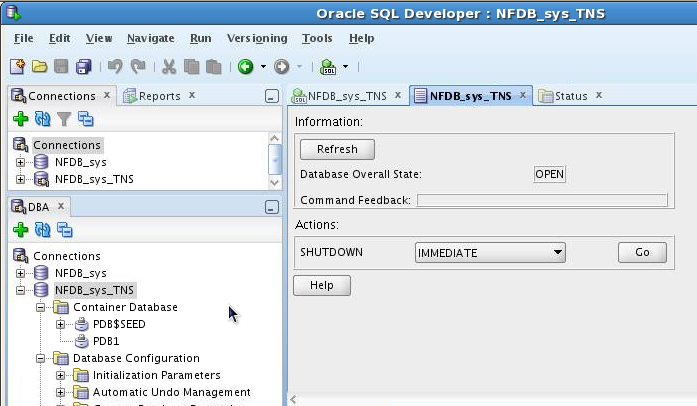 Oracle SQL Developer : NFDB_sys_TNS
File Edit View Navigate Run Versioning Tools Help
SQL
Connections x Reports x
Connections
NFDB_sys
NFDB_sys_TNS
DBA x
Connections
NFDB_sys
NFDB_sys_TNS
Container Database
PDB$SEED
PDB1
Database Configuration
Initialization Parameters
Automatic Undo Management
SQL NFDB_sys_TNS x NFDB_sys_TNS x Status x
Information:
Refresh
Database Overall State: OPEN
Command Feedback:
Actions:
SHUTDOWN IMMEDIATE Go
Help